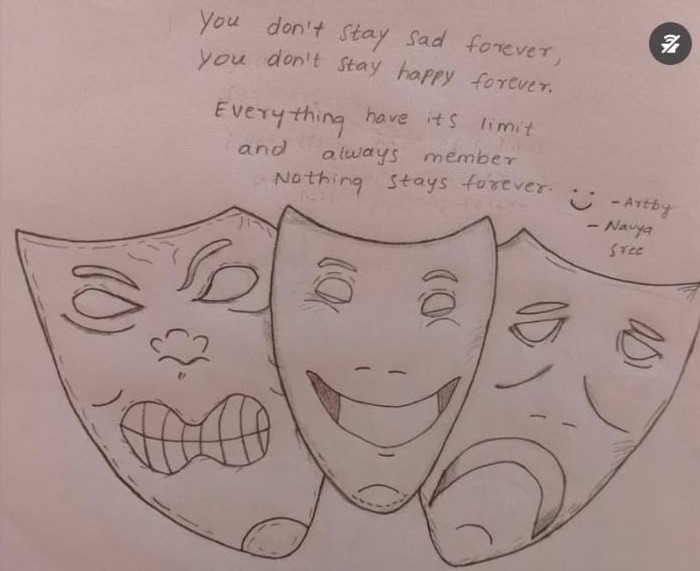 You don't stay sad forever,
you don't stay happy forever.
Everything have its limit
and always member
Nothing stays forever.
- Artby
- Navya
Sree